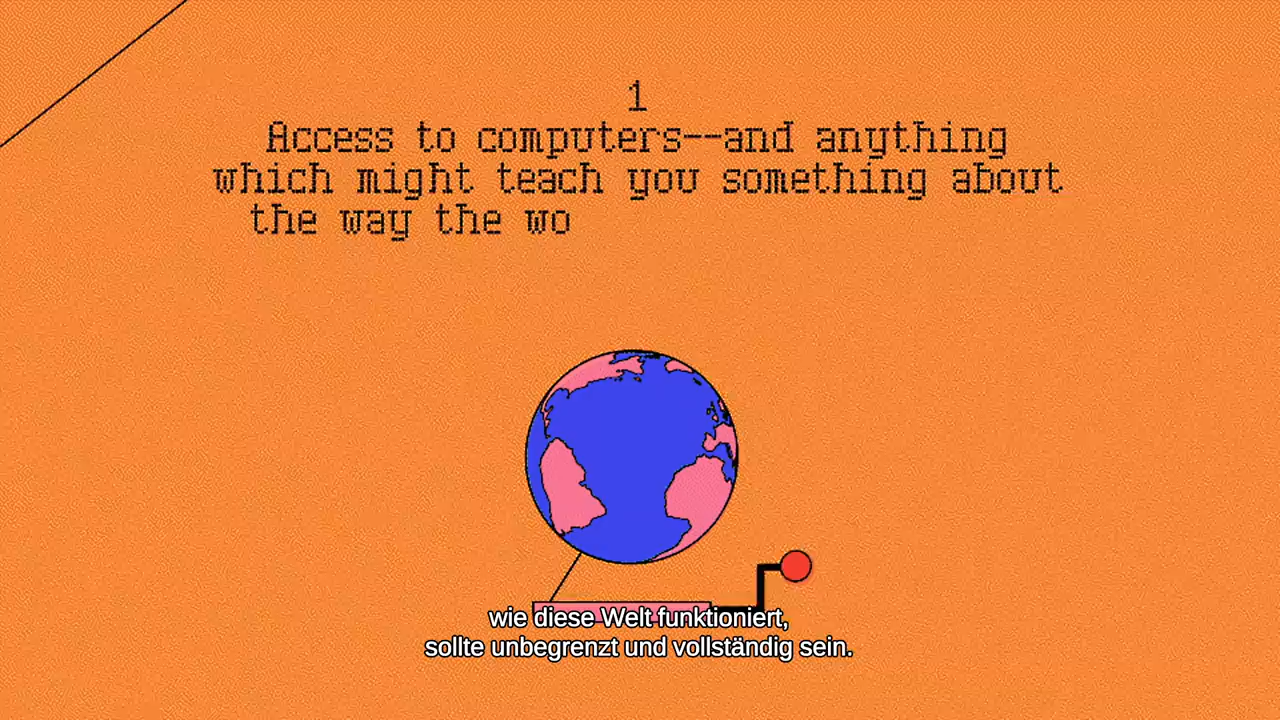 1
Access to computers--and anything
which might teach you something about
the way the wo
wie diese Welt funktioniert,
sollte unbegrenzt und vollständig sein.